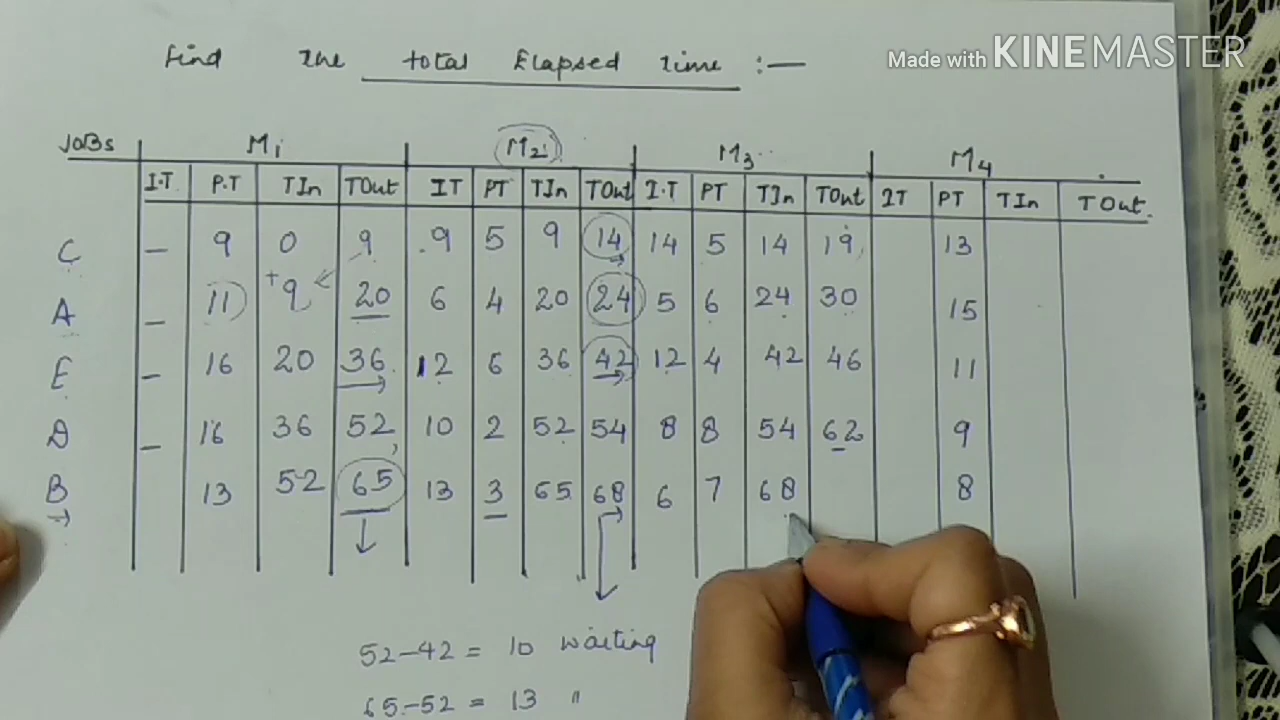 Find the total Elapsed time :—
Made with KINEMASTER
JOBS M1 M2 M3 M4
I.T P.T TIn TOut IT PT TIn TOut I.T PT TIn TOut IT PT TIn TOut.
C – 9 0 9 9 5 9 14 14 5 14 19 13
A – 11 +9 20 6 4 20 24 5 6 24 30 15
E – 16 20 36 12 6 36 42 12 4 42 46 11
D – 16 36 52 10 2 52 54 8 8 54 62 9
B 13 52 65 13 3 65 68 6 7 68 8
52-42 = 10 waiting
65-52 = 13 "